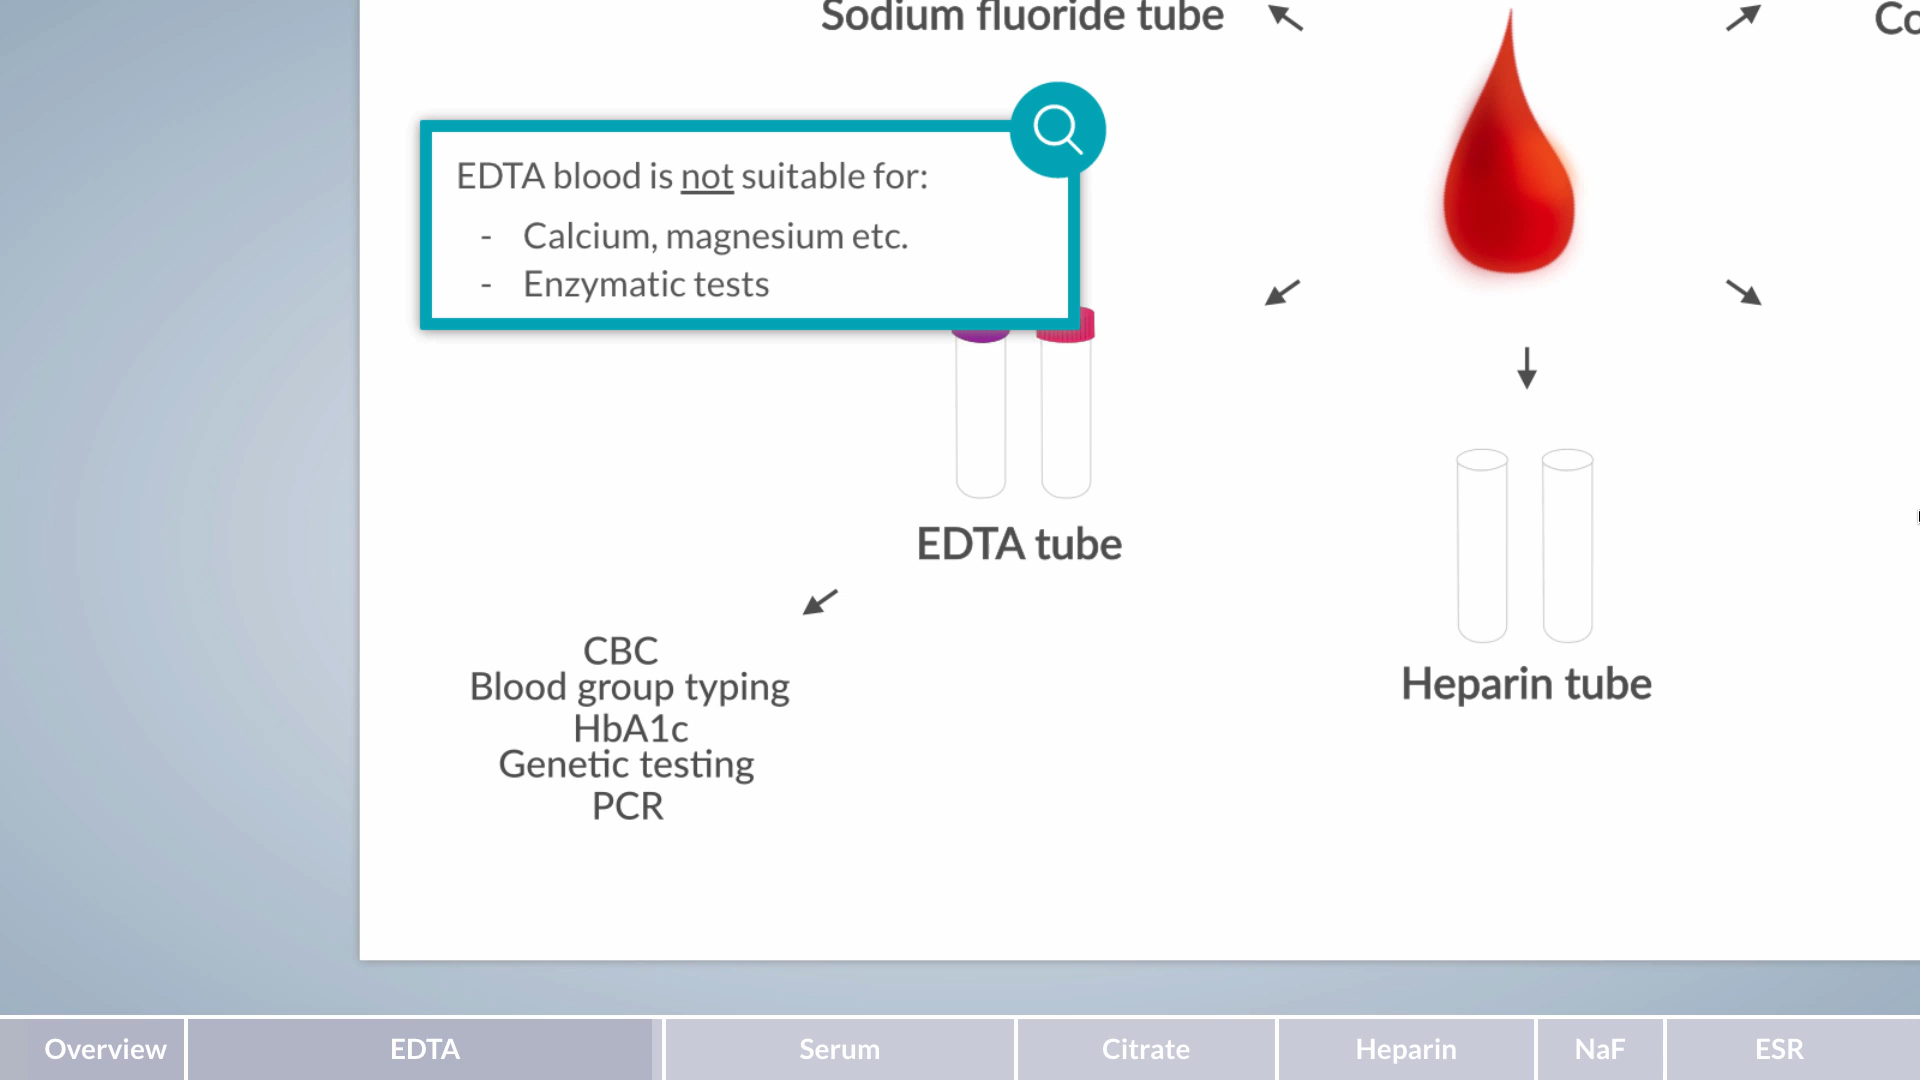 Sodium fluoride tube
Co
EDTA blood is not suitable for:
- Calcium, magnesium etc.
- Enzymatic tests
EDTA tube
Heparin tube
CBC
Blood group typing
HbA1c
Genetic testing
PCR
Overview
EDTA
Serum
Citrate
Heparin
NaF
ESR